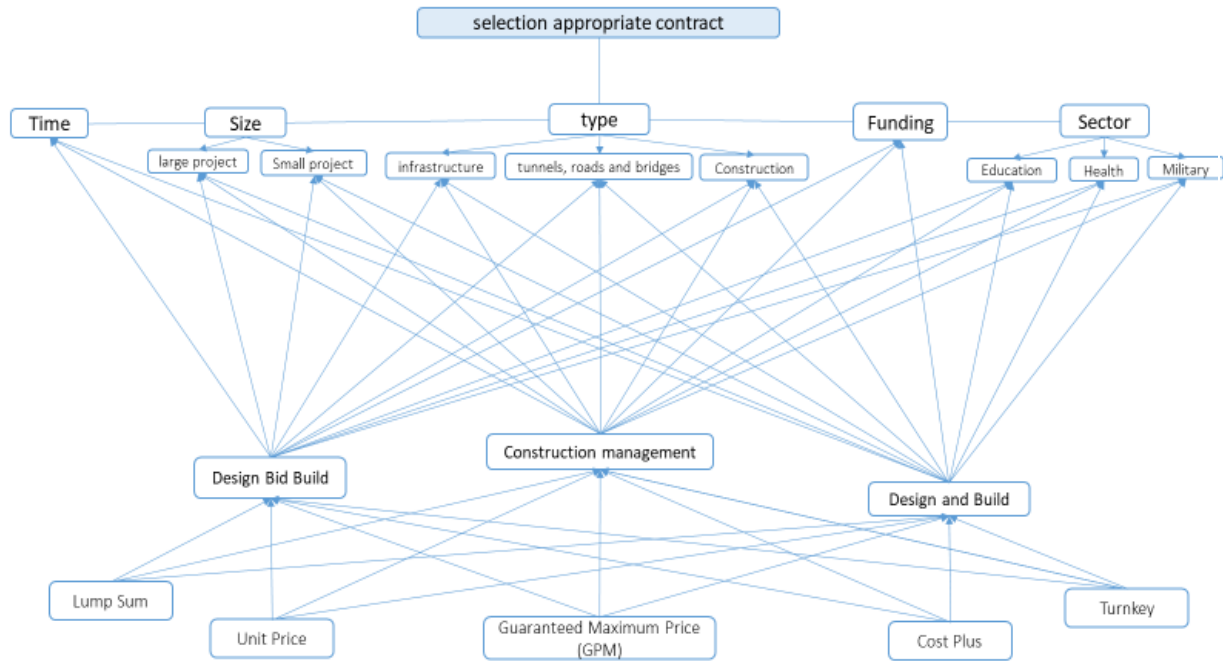 selection appropriate contract
Time
Size
type
Funding
Sector
large project
Small project
infrastructure
tunnels, roads and bridges
Construction
Education
Health
Military
Design Bid Build
Construction management
Design and Build
Lump Sum
Unit Price
Guaranteed Maximum Price
(GPM)
Cost Plus
Turnkey